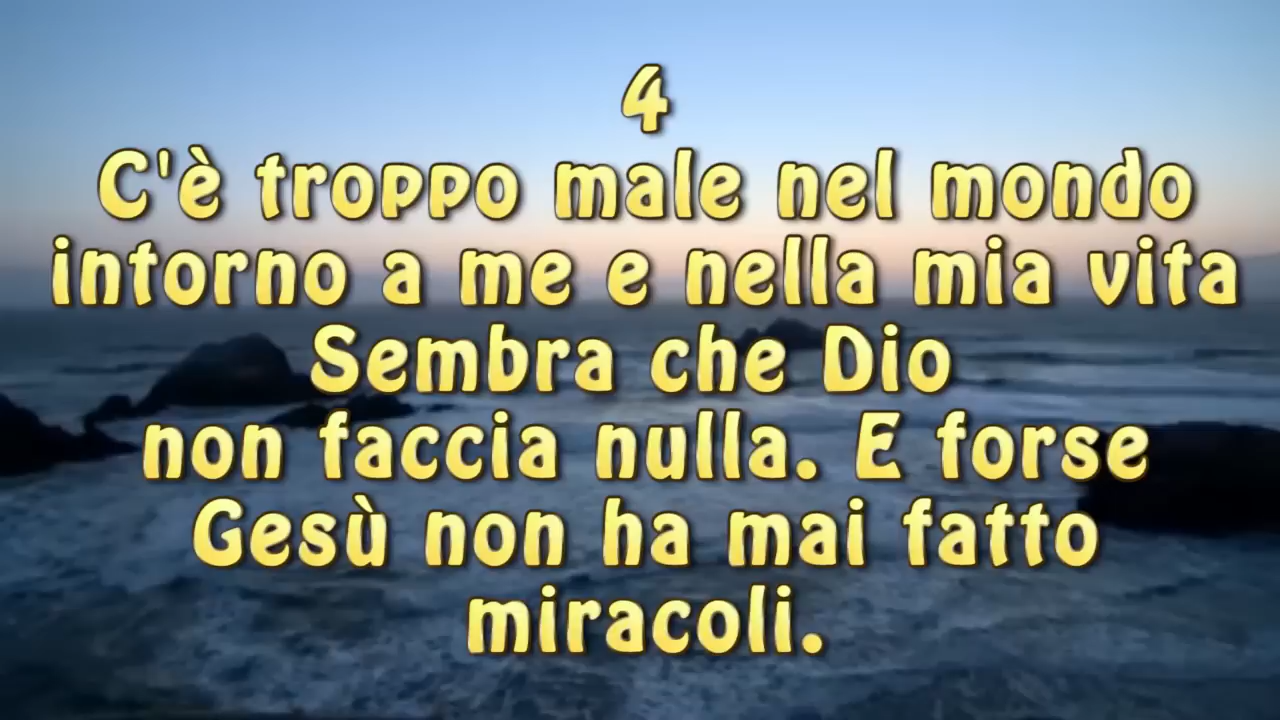 4
C'è troppo male nel mondo
intorno a me e nella mia vita
Sembra che Dio
non faccia nulla. E forse
Gesù non ha mai fatto
miracoli.